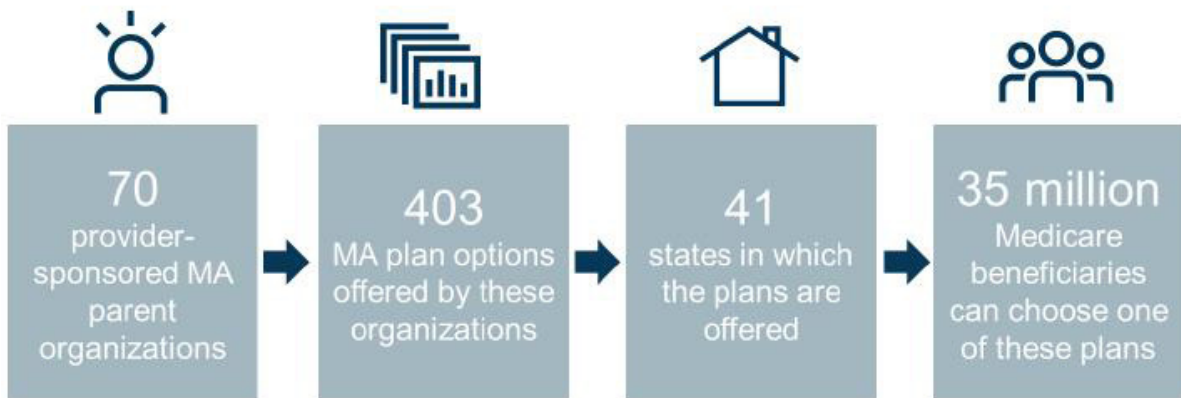 70
provider-
sponsored MA
parent
organizations
403
MA plan options
offered by these
organizations
41
states in which
the plans are
offered
35 million
Medicare
beneficiaries
can choose one
of these plans